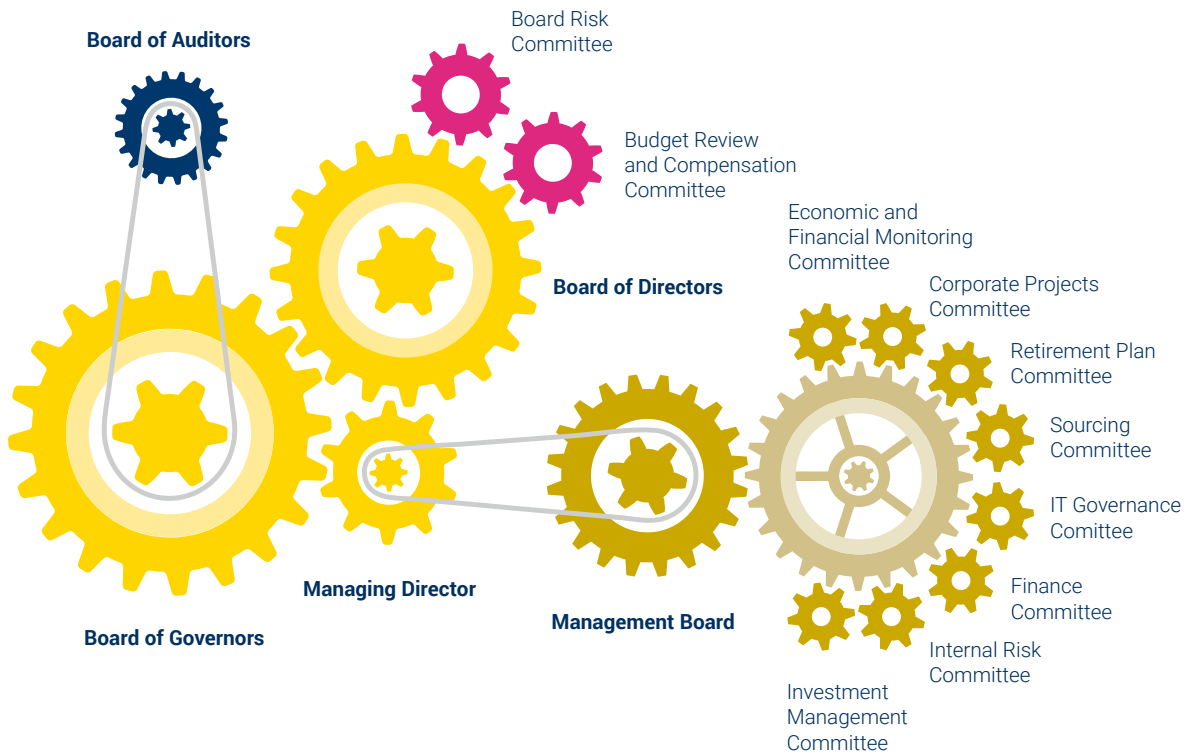 Board of Auditors
Board Risk
Committee
Budget Review
and Compensation
Committee
Board of Directors
Economic and
Financial Monitoring
Committee
Corporate Projects
Committee
Retirement Plan
Committee
Sourcing
Committee
IT Governance
Comittee
Finance
Committee
Internal Risk
Committee
Investment
Management
Committee
Managing Director
Management Board
Board of Governors